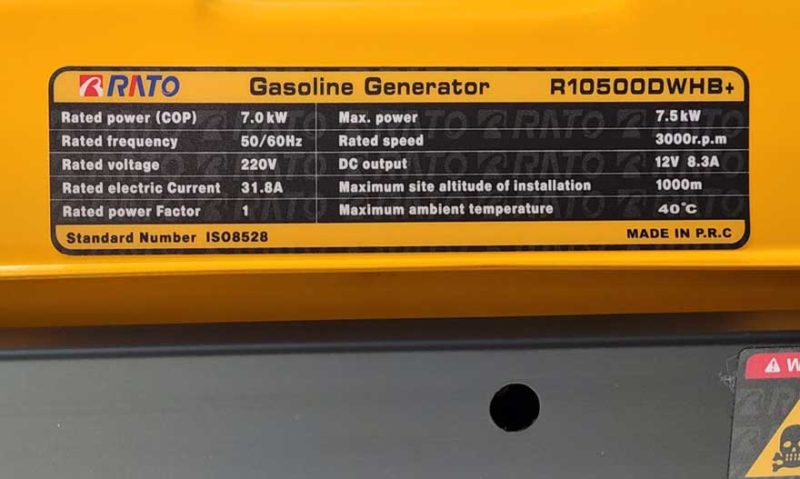 RATO Gasoline Generator R10500DWHB+
Rated power (COP) 7.0kW Max. power 7.5kW
Rated frequency 50/60Hz Rated speed 3000r.p.m
Rated voltage 220V DC output 12V 8.3A
Rated electric Current 31.8A Maximum site altitude of installation 1000m
Rated power Factor 1 Maximum ambient temperature 40°C
Standard Number ISO8528 MADE IN P.R.C